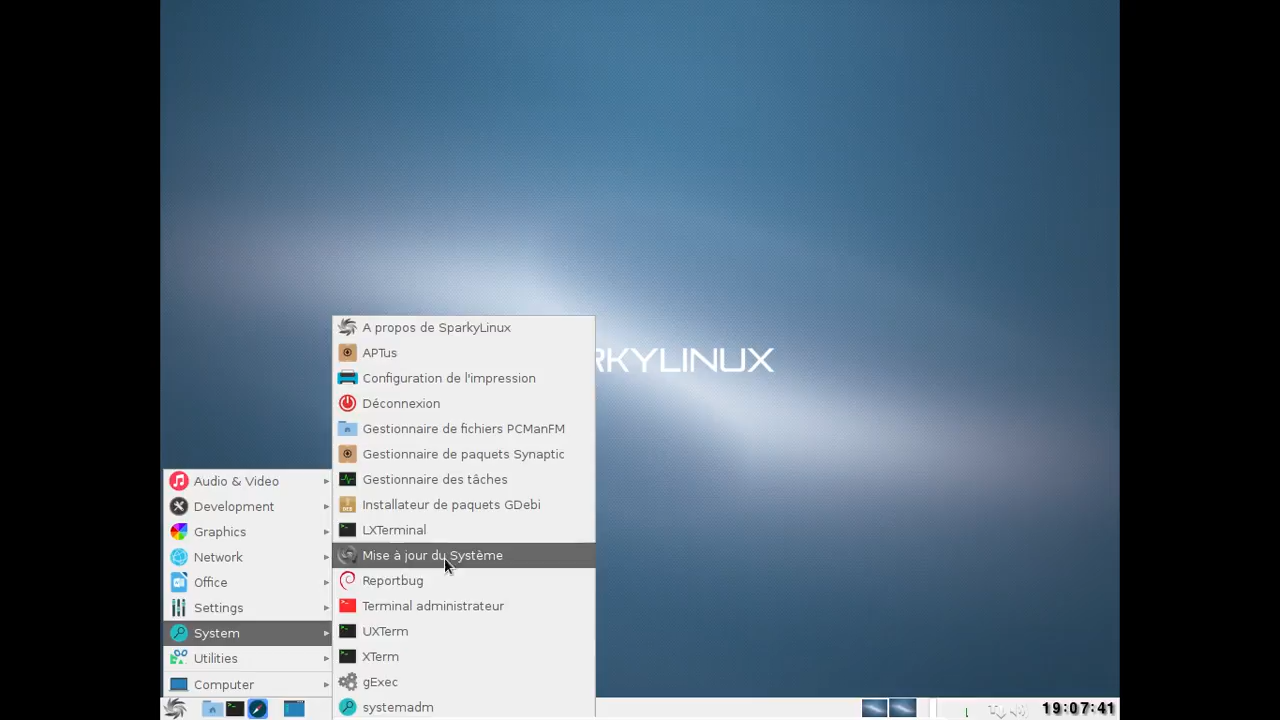 A propos de SparkyLinux
APTus
Configuration de l'impression
Déconnexion
Gestionnaire de fichiers PCManFM
Gestionnaire de paquets Synaptic
Gestionnaire des tâches
Installateur de paquets GDebi
LXTerminal
Mise à jour du Système
Reportbug
Terminal administrateur
UXTerm
XTerm
gExec
systemadm
RKYLINUX
Audio & Video
Development
Graphics
Network
Office
Settings
System
Utilities
Computer
19:07:41